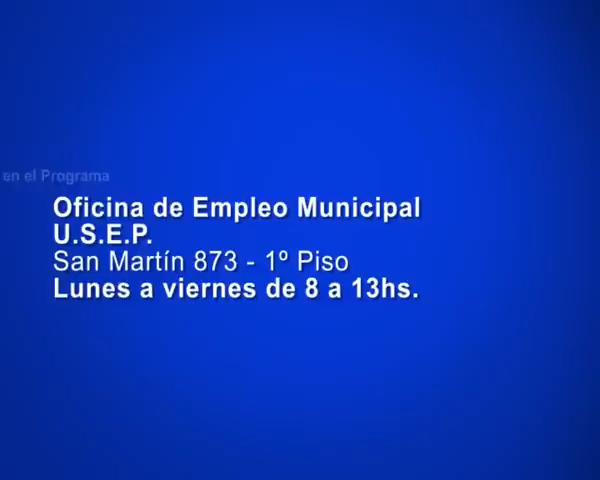 en el Programa
Oficina de Empleo Municipal
U.S.E.P.
San Martín 873 - 1º Piso
Lunes a viernes de 8 a 13hs.